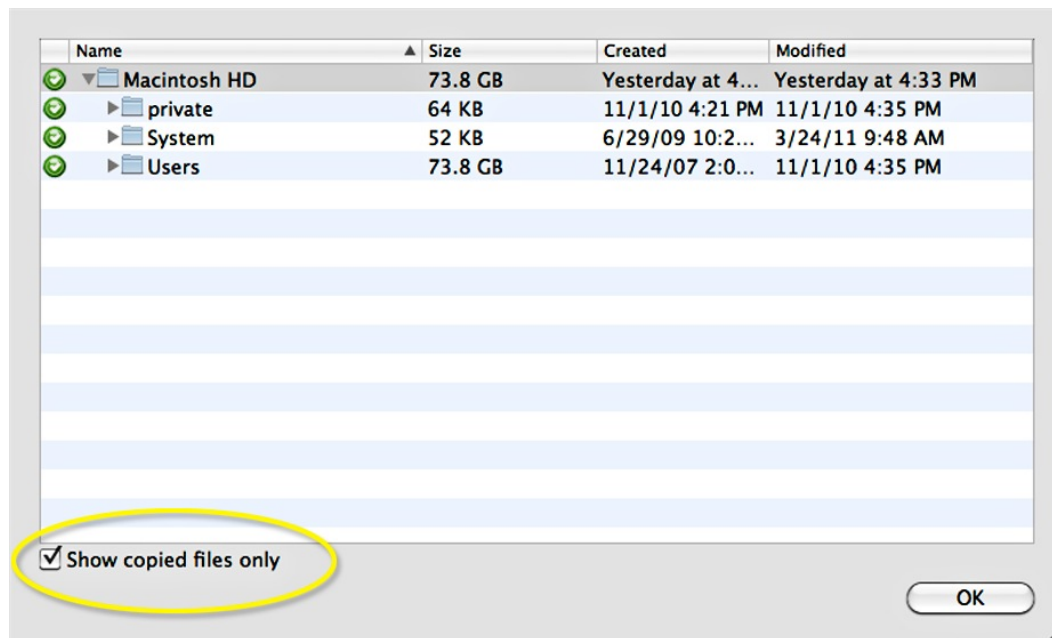 Name Size Created Modified
Macintosh HD 73.8 GB Yesterday at 4... Yesterday at 4:33 PM
private 64 KB 11/1/10 4:21 PM 11/1/10 4:35 PM
System 52 KB 6/29/09 10:2... 3/24/11 9:48 AM
Users 73.8 GB 11/24/07 2:0... 11/1/10 4:35 PM
Show copied files only
OK